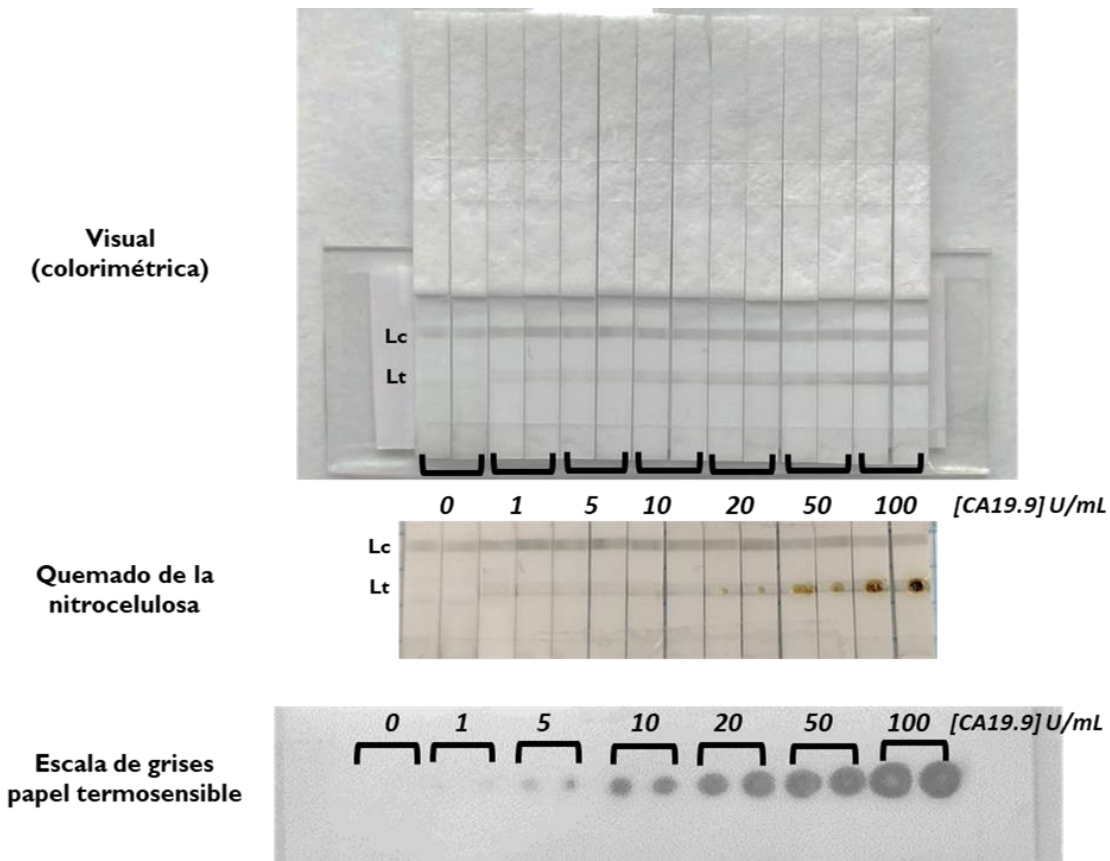 Visual
(colorimétrica)
Lc
Lt
0 1 5 10 20 50 100 [CA19.9] U/mL
Lc
Quemado de la
nitrocelulosa
Lt
0 1 5 10 20 50 100 [CA19.9] U/mL
Escala de grises
papel termosensible